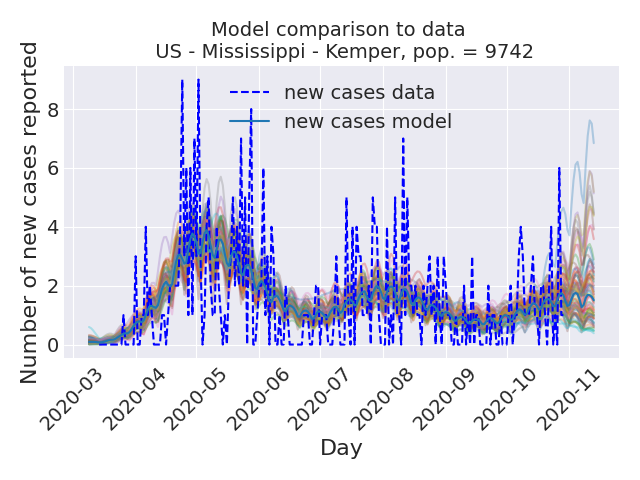 Model comparison to data
US - Mississippi - Kemper, pop. = 9742
Number of new cases reported
8
6
4
2
0
new cases data
new cases model
2020-03
2020-04
2020-05
2020-06
2020-07
2020-08
2020-09
2020-10
2020-11
Day